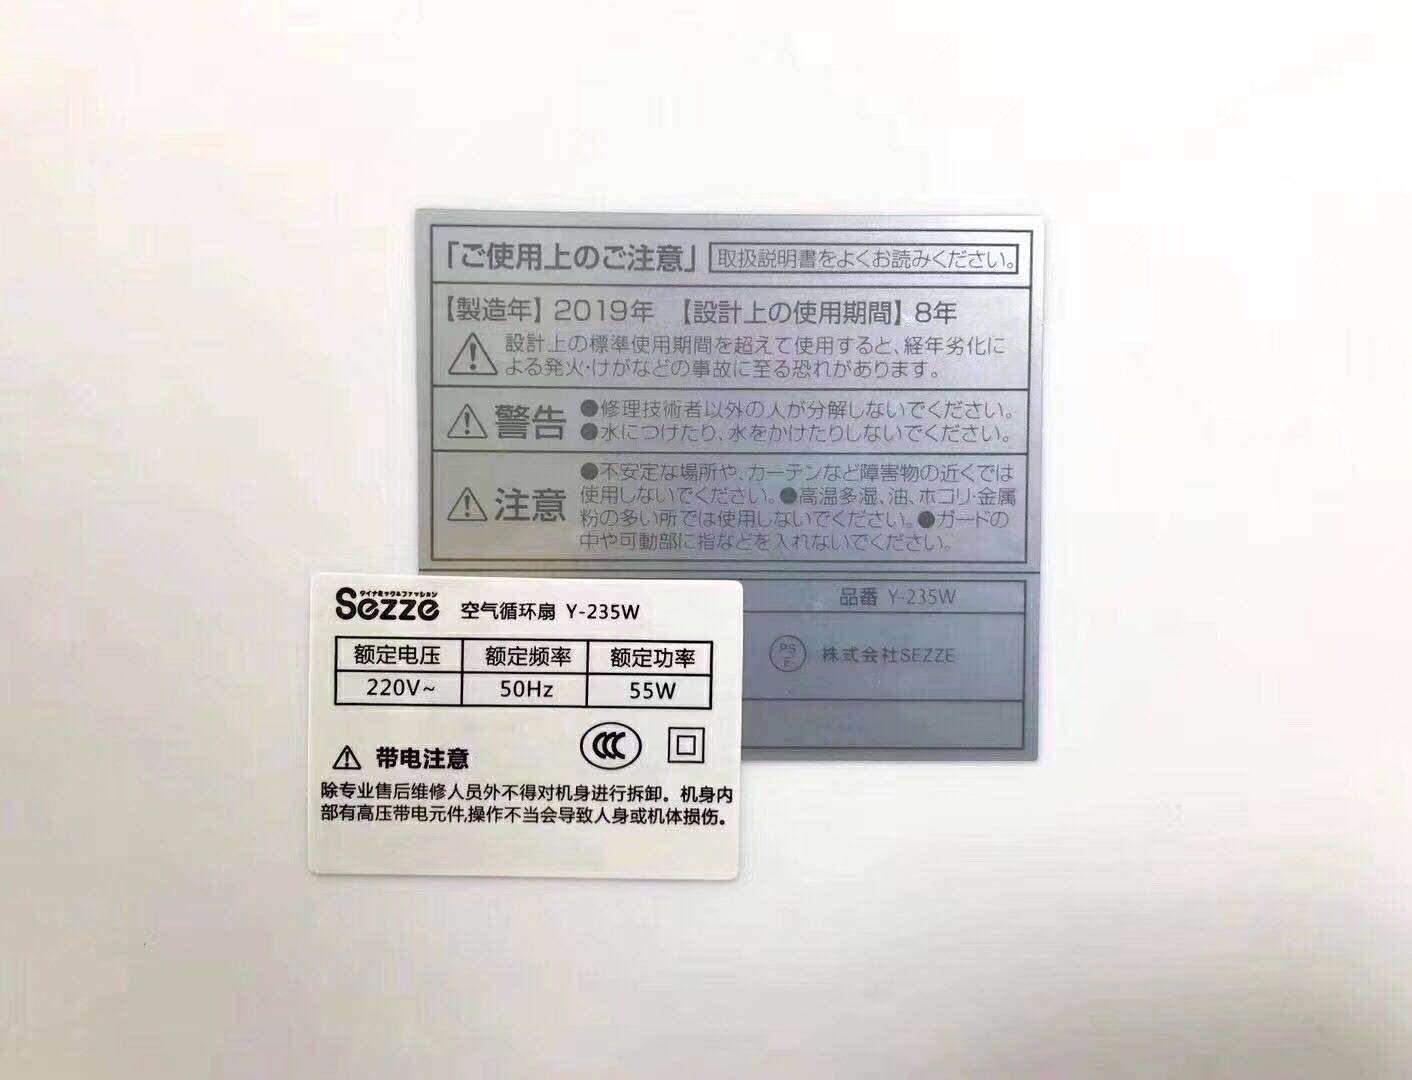 「ご使用上のご注意」 取扱説明書をよくお読みください。
【製造年】2019年 【設計上の使用期間】8年
設計上の標準使用期間を超えて使用すると、経年劣化に
よる発火・けがなどの事故に至る恐れがあります。
警告 ●修理技術者以外の人が分解しないでください。
●水につけたり、水をかけたりしないでください。
注意 ●不安定な場所や、カーテンなど障害物の近くでは
使用しないでください。●高温多湿、油、ホコリ・金属
粉の多い所では使用しないでください。●ガードの
中や可動部に指などを入れないでください。
品番 Y-235W
PS
E
株式会社SEZZE
ダイナミック&ファッション
Sezze 空气循环扇 Y-235W
额定电压 额定频率 额定功率
220V~ 50Hz 55W
CCC
带电注意
除专业售后维修人员外不得对机身进行拆卸。机身内
部有高压带电元件,操作不当会导致人身或机体损伤。